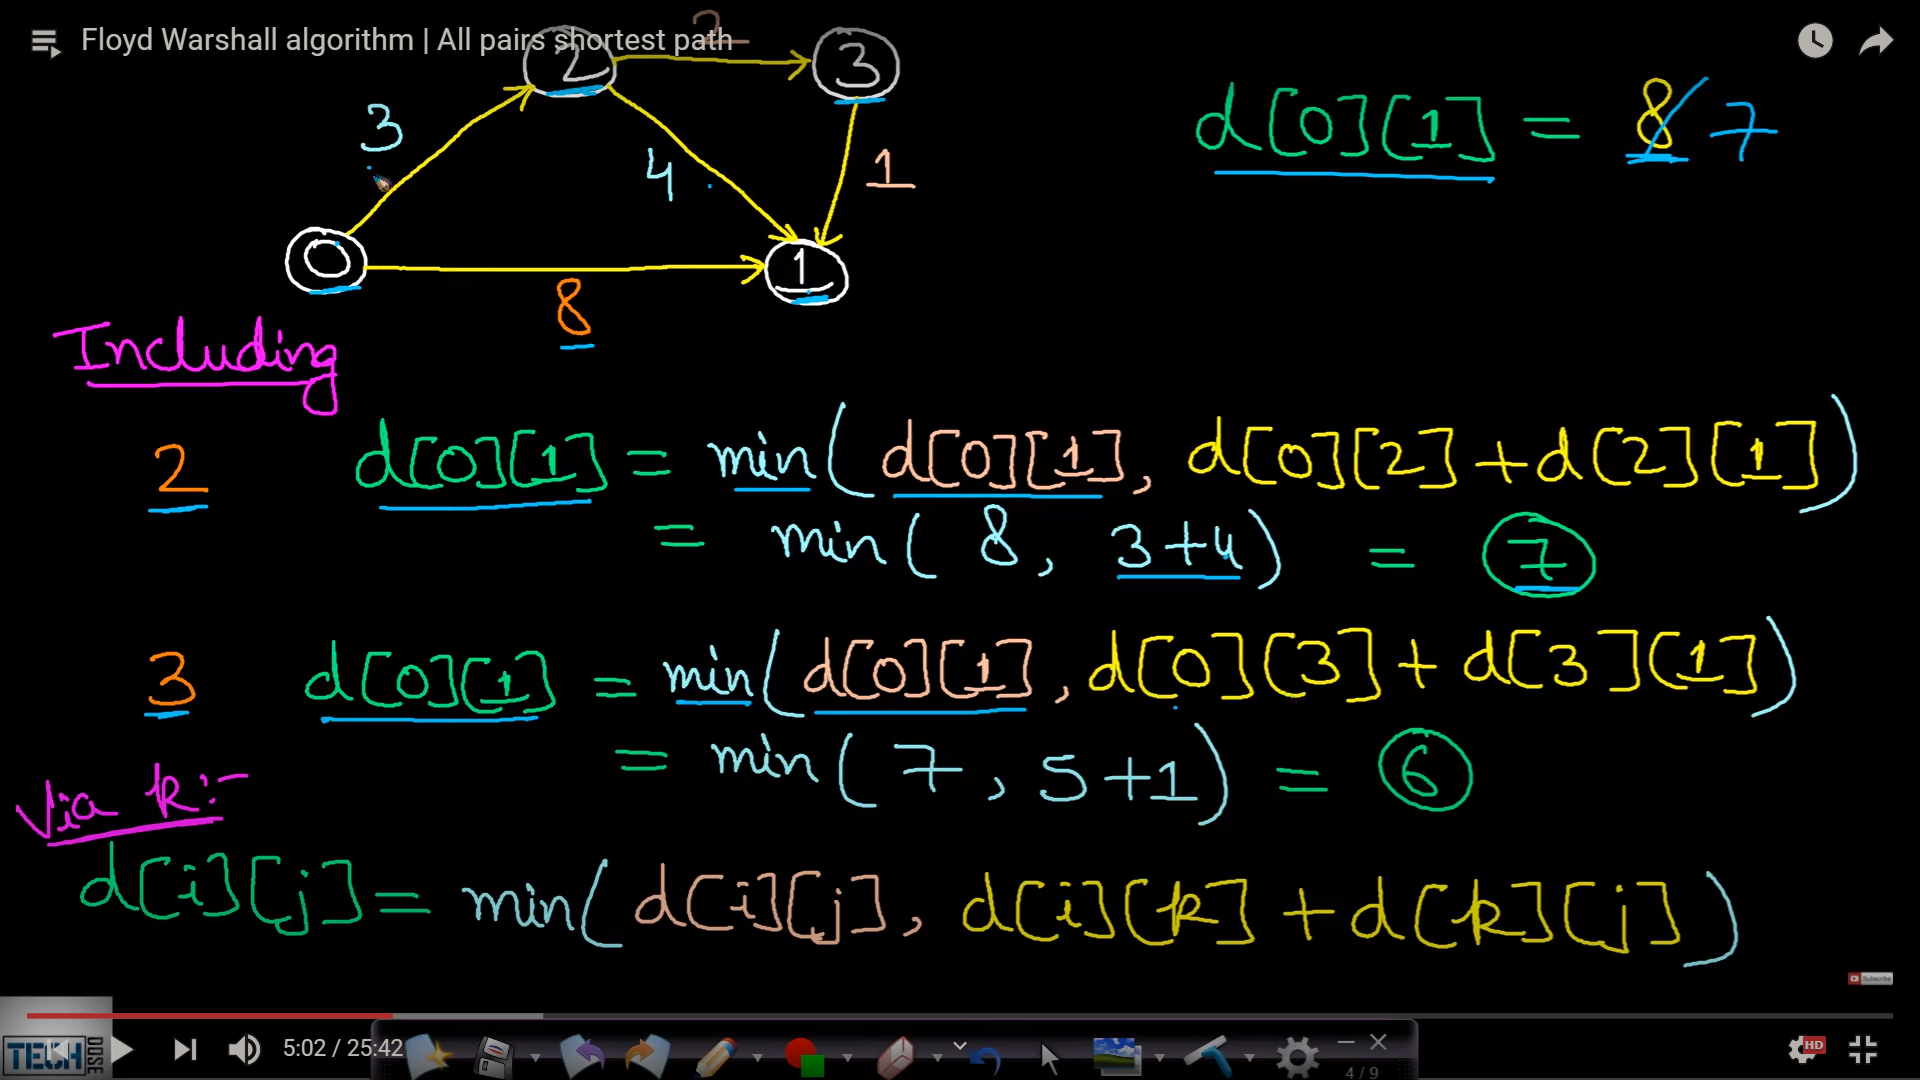 Floyd Warshall algorithm | All pairs shortest path
2
2
3
3
4
1
d[0][1] = 8 7
0
1
8
Including
2 d[0][1] = min(d[0][1], d[0][2]+d[2][1])
= min(8, 3+4) = 7
3 d[0][1] = min(d[0][1], d[0][3]+d[3][1])
= min(7, 5+1) = 6
Via k:-
d[i][j] = min(d[i][j], d[i][k]+d[k][j])
Subscribe
TECH DOSE
5:02 / 25:42
4 / 9
HD